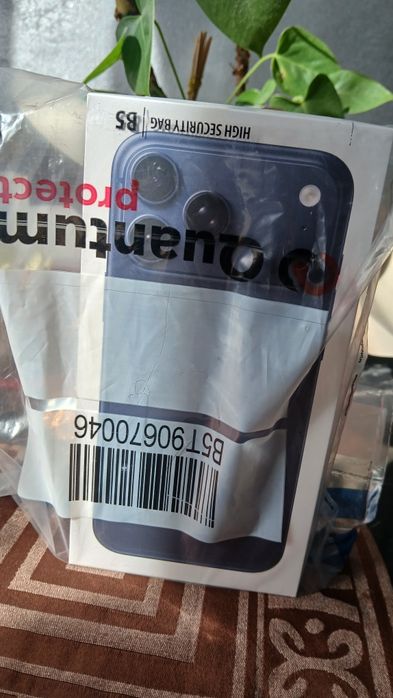 HIGH SECURITY BAG | B5
Quantum
protect
B5T90670046